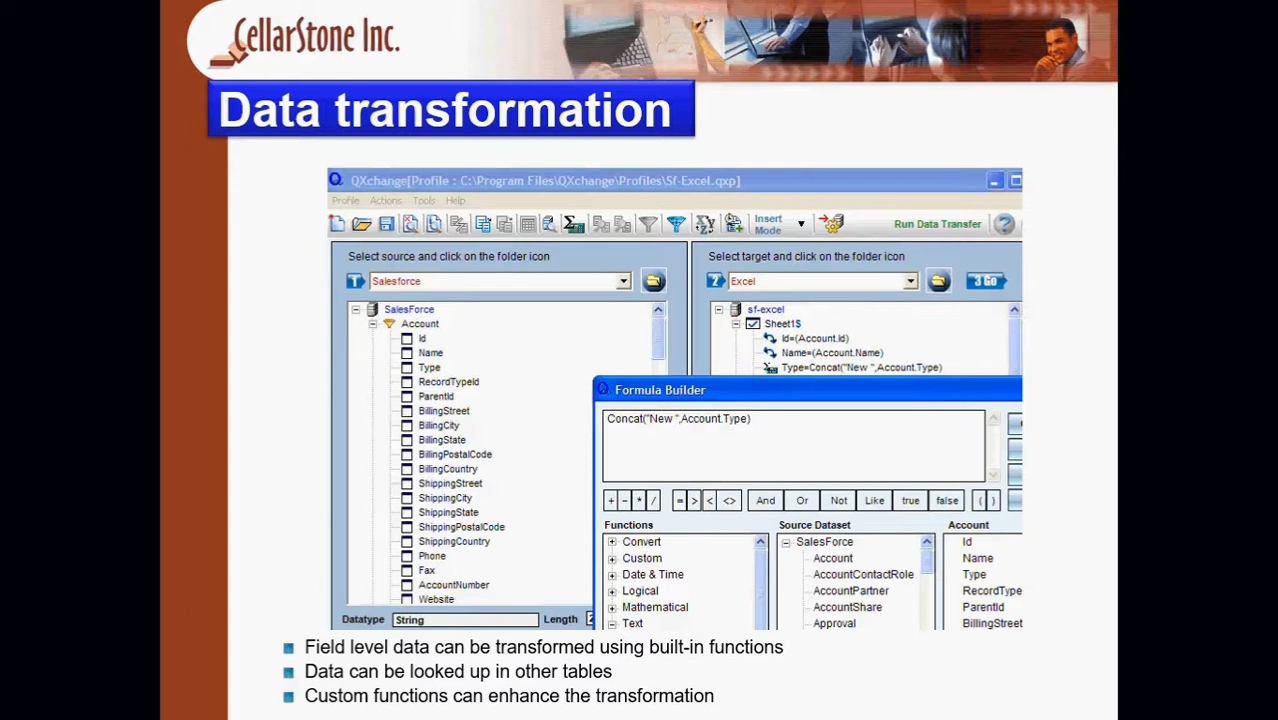 CellarStone Inc.
Data transformation
QXchange[Profile : C:\Program Files\QXchange\Profiles\Sf-Excel.qxp]
Profile Actions Tools Help
Insert Mode
Run Data Transfer
Select source and click on the folder icon
1 Salesforce
SalesForce
Account
Id
Name
Type
RecordTypeId
ParentId
BillingStreet
BillingCity
BillingState
BillingPostalCode
BillingCountry
ShippingStreet
ShippingCity
ShippingState
ShippingPostalCode
ShippingCountry
Phone
Fax
AccountNumber
Website
Datatype String Length
Select target and click on the folder icon
2 Excel 3 GO
sf-excel
Sheet1$
Id=(Account.Id)
Name=(Account.Name)
Type=Concat("New ",Account.Type)
Formula Builder
Concat("New ",Account.Type)
+ - * / = > < <> And Or Not Like true false ( )
Functions
Convert
Custom
Date & Time
Logical
Mathematical
Text
Source Dataset
SalesForce
Account
AccountContactRole
AccountPartner
AccountShare
Approval
Account
Id
Name
Type
RecordType
ParentId
BillingStreet
Field level data can be transformed using built-in functions
Data can be looked up in other tables
Custom functions can enhance the transformation